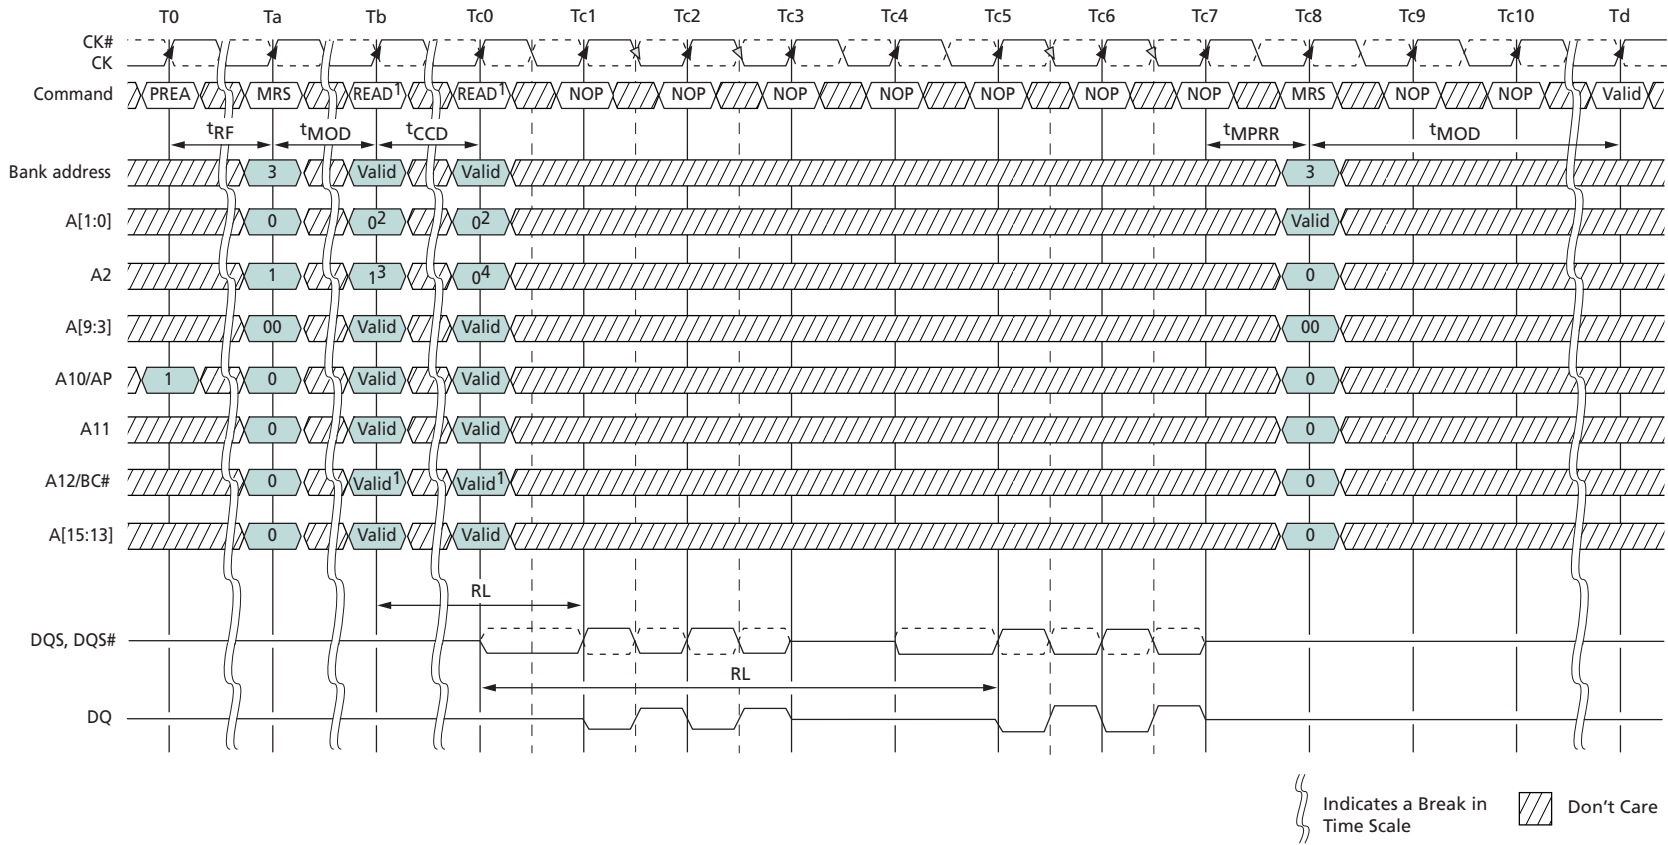 T0 Ta Tb Tc0 Tc1 Tc2 Tc3 Tc4 Tc5 Tc6 Tc7 Tc8 Tc9 Tc10 Td
CK#
CK
Command PREA MRS READ1 READ1 NOP NOP NOP NOP NOP NOP NOP MRS NOP NOP Valid
tRF tMOD tCCD tMPRR tMOD
Bank address 3 Valid Valid 3
A[1:0] 0 02 02 Valid
A2 1 13 04 0
A[9:3] 00 Valid Valid 00
A10/AP 1 0 Valid Valid 0
A11 0 Valid Valid 0
A12/BC# 0 Valid1 Valid1 0
A[15:13] 0 Valid Valid 0
RL
DQS, DQS#
RL
DQ
Indicates a Break in
Time Scale
Don't Care